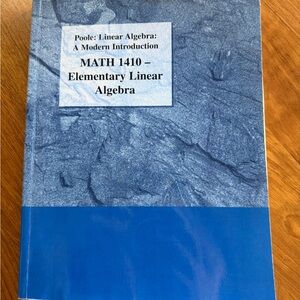 Poole: Linear Algebra:
A Modern Introduction
MATH 1410 –
Elementary Linear
Algebra